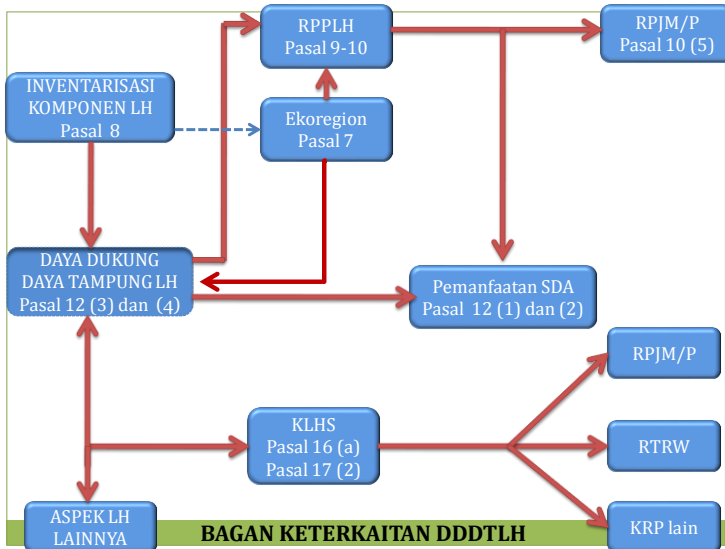 RPPLH
Pasal 9-10
RPJM/P
Pasal 10 (5)
INVENTARISASI
KOMPONEN LH
Pasal 8
Ekoregion
Pasal 7
DAYA DUKUNG
DAYA TAMPUNG LH
Pasal 12 (3) dan (4)
Pemanfaatan SDA
Pasal 12 (1) dan (2)
RPJM/P
KLHS
Pasal 16 (a)
Pasal 17 (2)
RTRW
ASPEK LH
LAINNYA
KRP lain
BAGAN KETERKAITAN DDDTLH